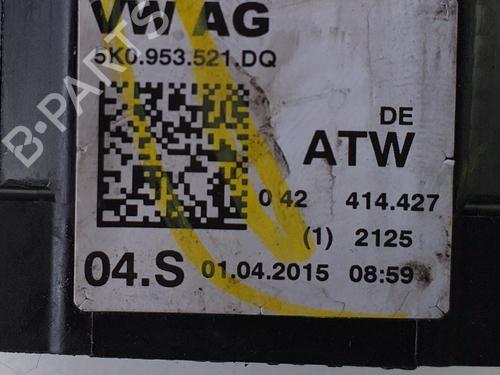 VW AG
5K0.953.521.DQ
DE
ATW
0 42 414.427
(1) 2125
04.S 01.04.2015 08:59
B-PARTS